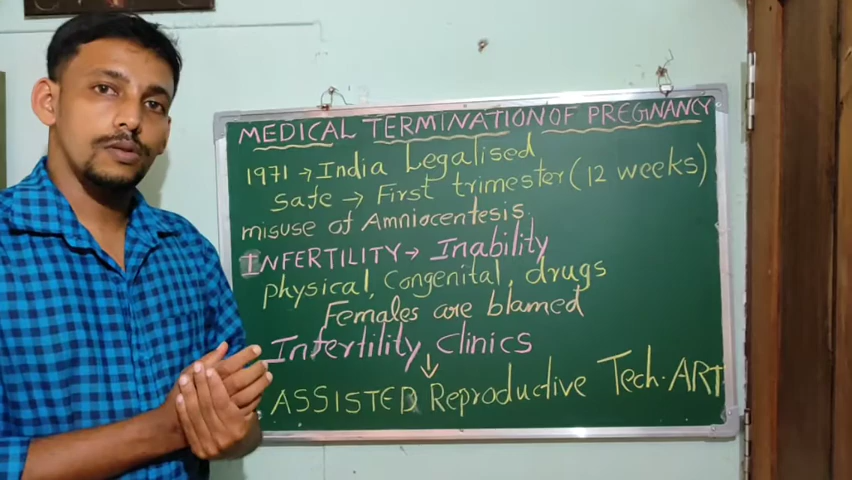 MEDICAL TERMINATION OF PREGNANCY
1971 → India Legalised
safe → First trimester (12 weeks)
misuse of Amniocentesis.
INFERTILITY → Inability
physical, Congenital, drugs
Females are blamed
Infertility Clinics
↓
ASSISTED Reproductive Tech. ART